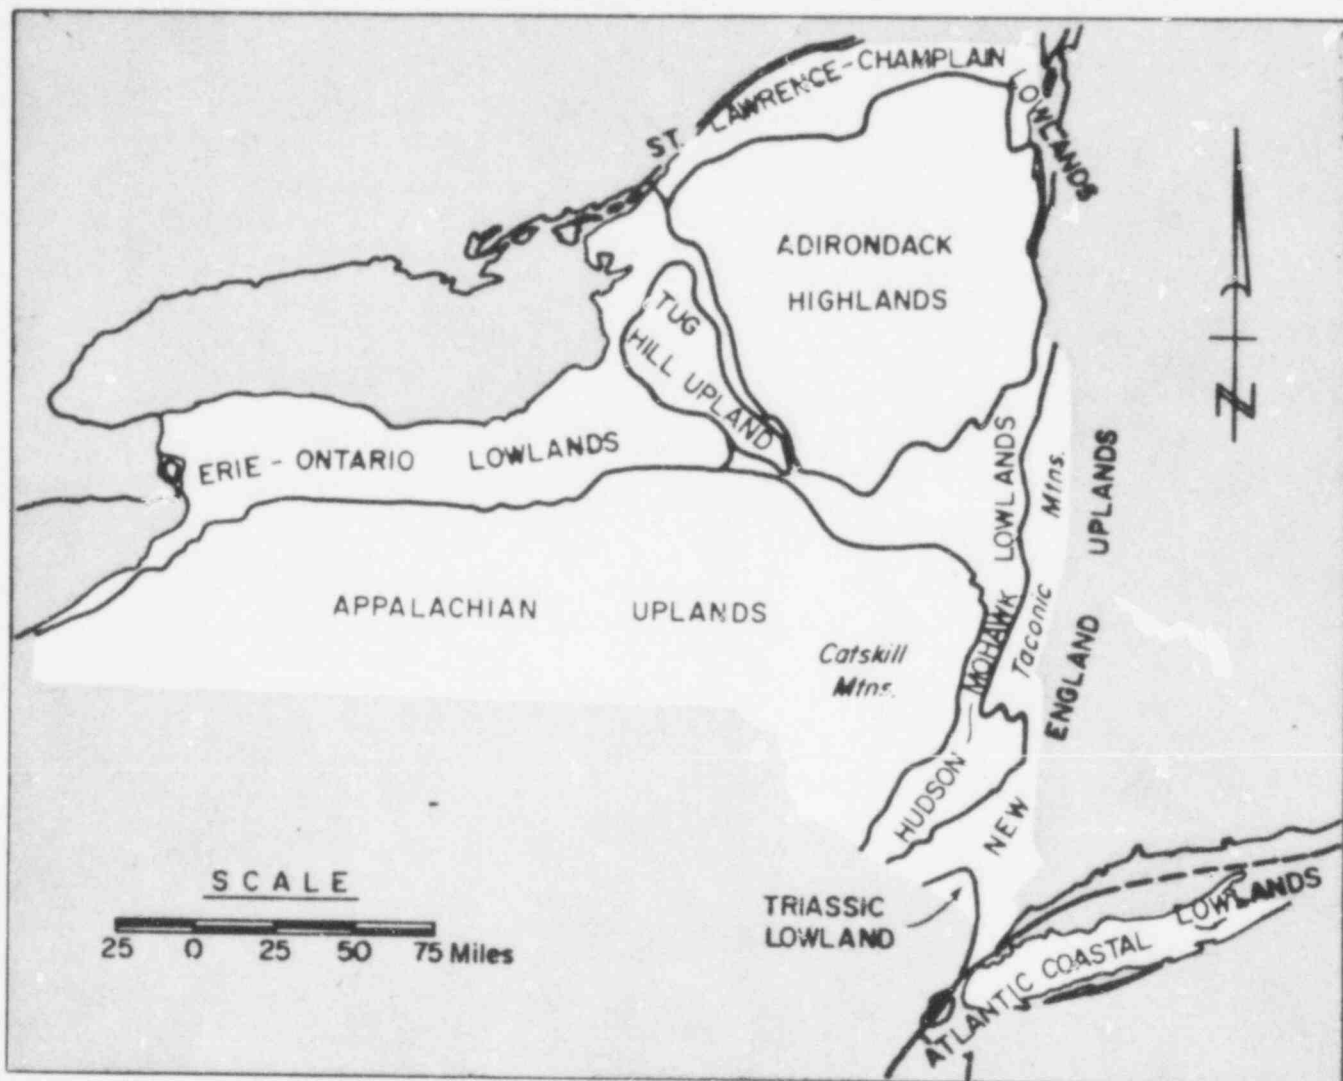 ST. LAWRENCE-CHAMPLAIN LOWLANDS
ADIRONDACK
HIGHLANDS
TUG
HILL UPLAND
ERIE - ONTARIO LOWLANDS
APPALACHIAN UPLANDS
Catskill
Mtns.
HUDSON MOHAWK LOWLANDS
Taconic Mtns.
NEW ENGLAND UPLANDS
N
TRIASSIC
LOWLAND
ATLANTIC COASTAL LOWLANDS
SCALE
25 0 25 50 75 Miles